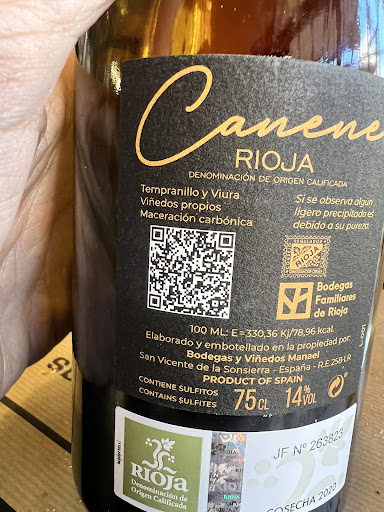 Canene
RIOJA
DENOMINACIÓN DE ORIGEN CALIFICADA
Tempranillo y Viura
Viñedos propios
Maceración carbónica
Si se observa algún
ligero precipitado es
debido a su pureza.
RIOJA
Bodegas
Familiares
de Rioja
100 ML: E=330,36 Kj/78,96 kcal.
Elaborado y embotellado en la propiedad por:
Bodegas y Viñedos Manael
San Vicente de la Sonsierra - España - R.E.258 LR
PRODUCT OF SPAIN
CONTIENE SULFITOS
CONTAINS SULFITES
75 CL
14% VOL
JF Nº 263823
RIOJA
Denominación de
Origen Calificada
COSECHA 2020